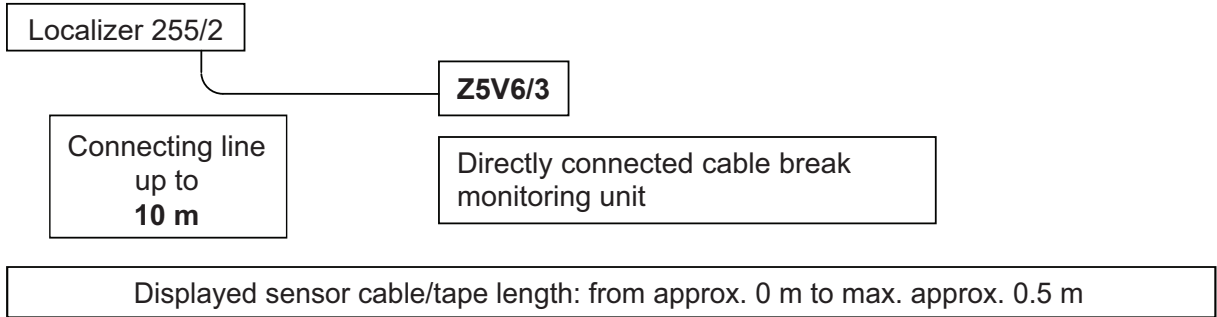 Localizer 255/2
Z5V6/3
Connecting line
up to
10 m
Directly connected cable break
monitoring unit
Displayed sensor cable/tape length: from approx. 0 m to max. approx. 0.5 m